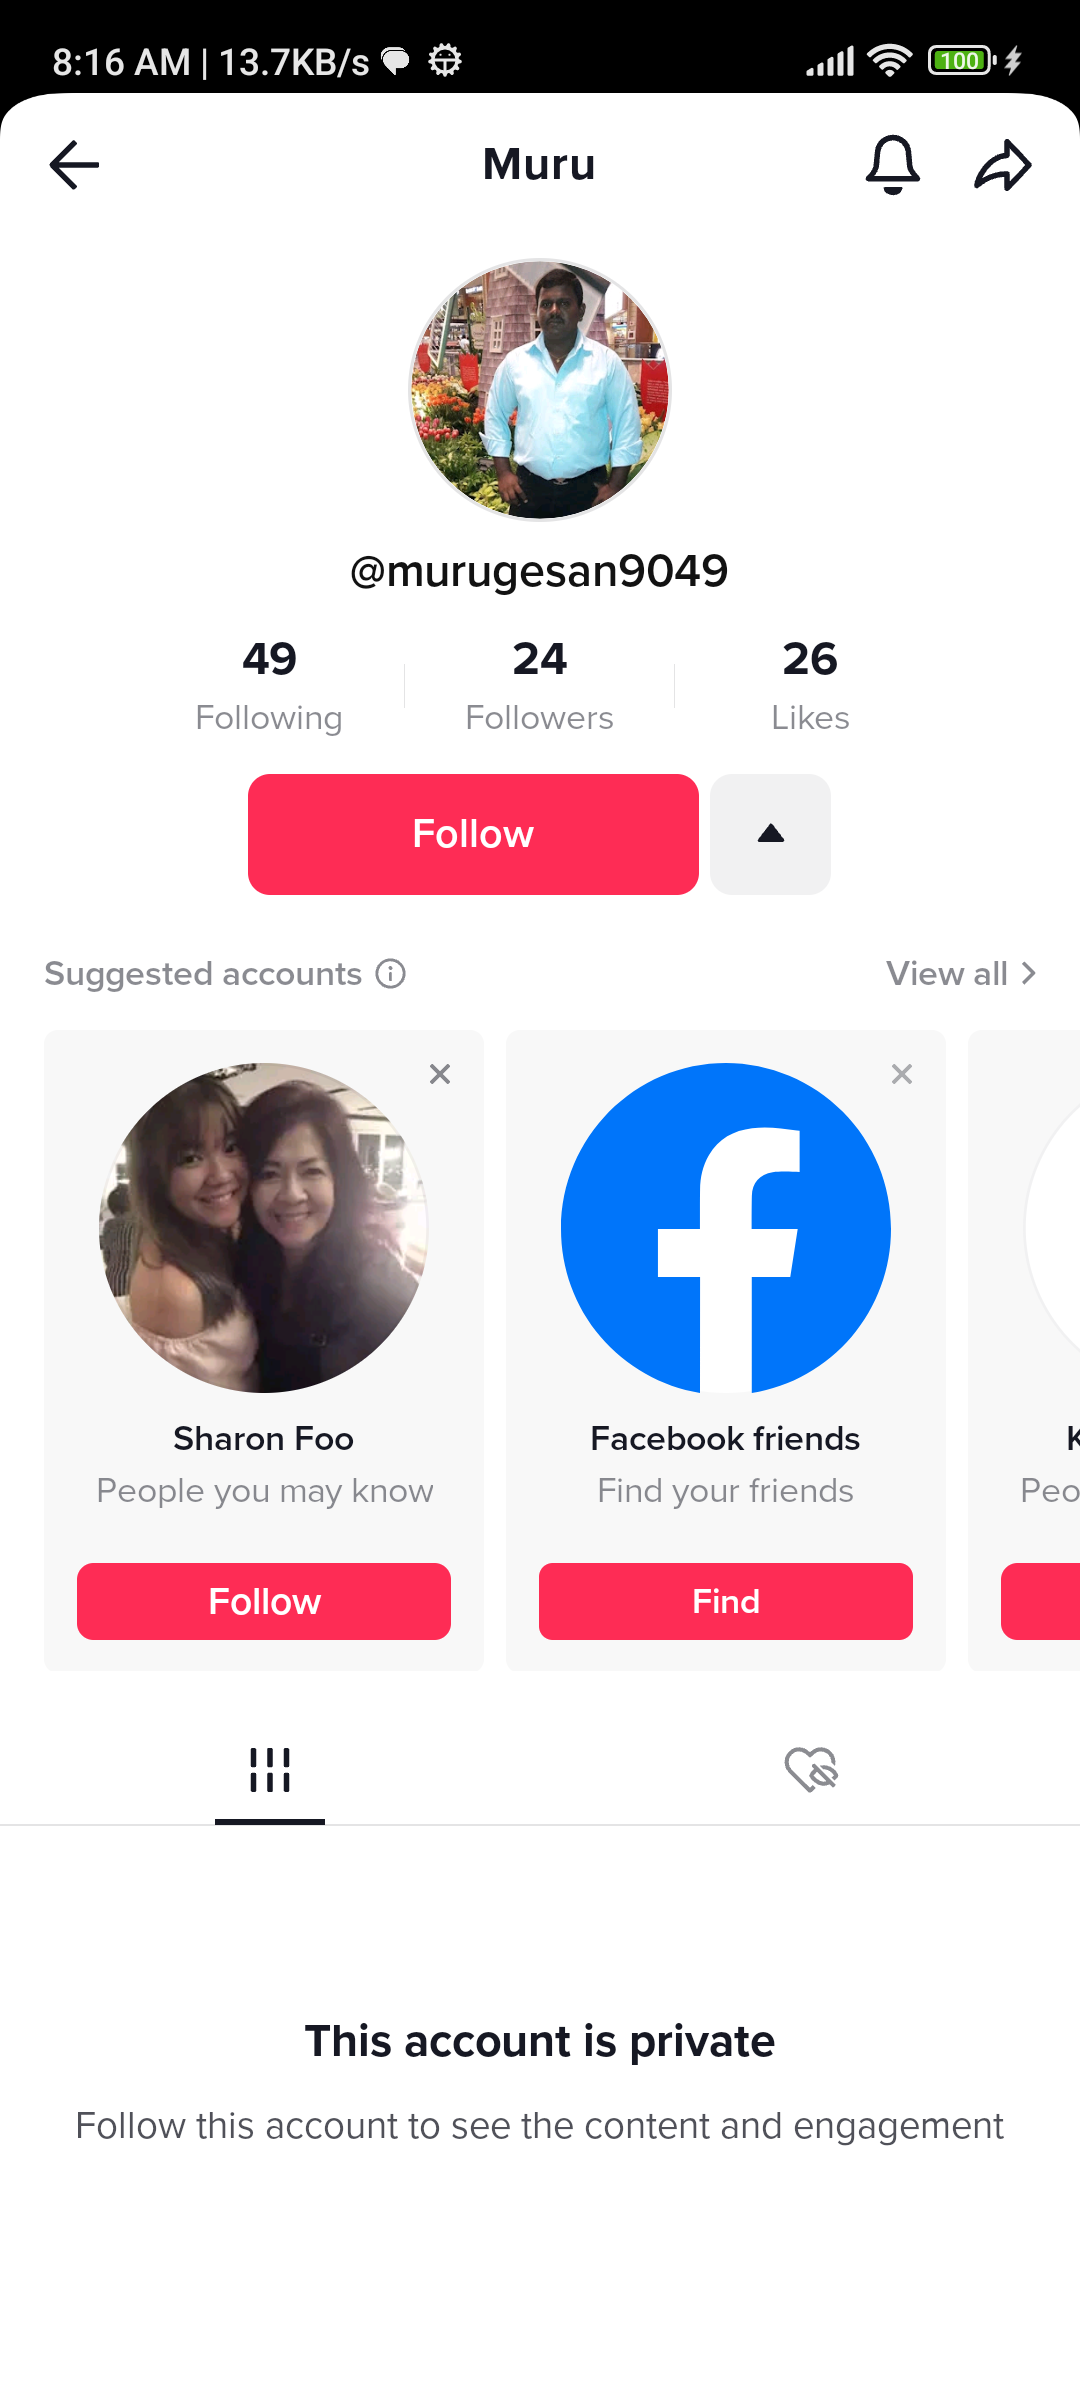 8:16 AM | 13.7KB/s
100
Muru
@murugesan9049
49 24 26
Following Followers Likes
Follow
Suggested accounts View all
Sharon Foo Facebook friends K
People you may know Find your friends Peo
Follow Find
This account is private
Follow this account to see the content and engagement